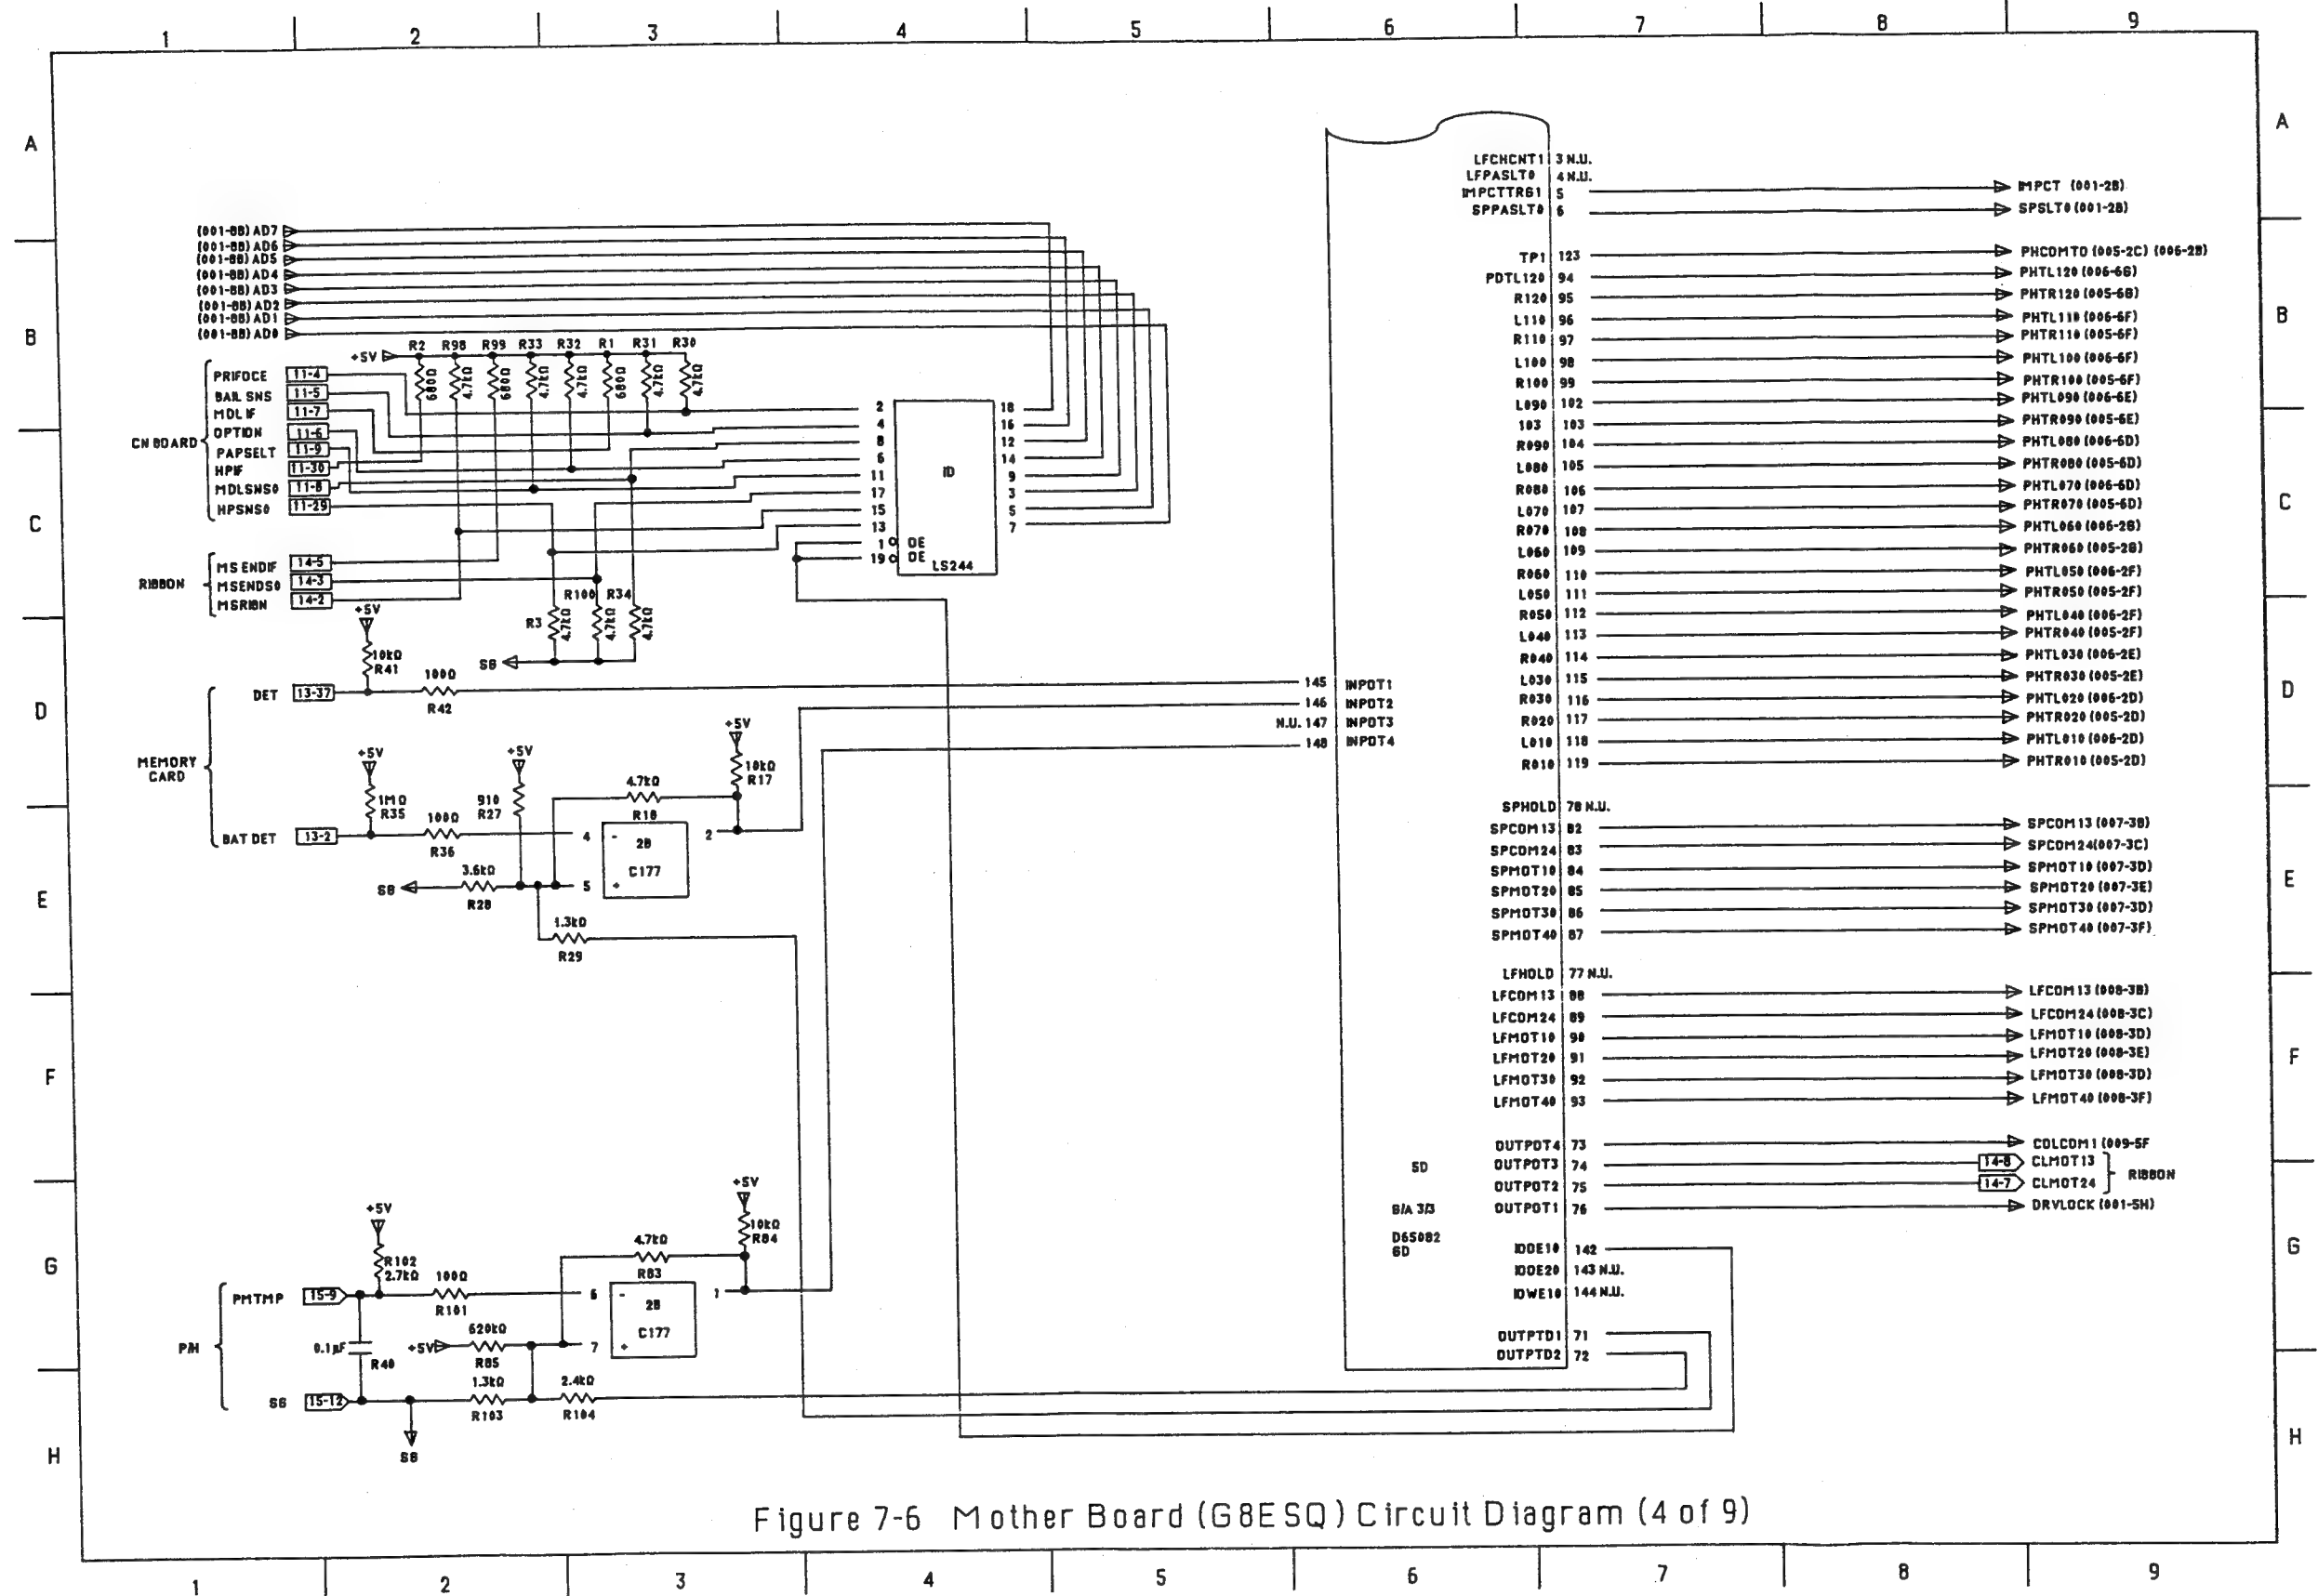 1 2 3 4 5 6 7 8 9
A
B
C
D
E
F
G
H
(001-8B) AD7
(001-8B) AD6
(001-8B) AD5
(001-8B) AD4
(001-8B) AD3
(001-8B) AD2
(001-8B) AD1
(001-8B) AD0
+5V
R2 R98 R99 R33 R32 R1 R31 R30
680Ω 4.7kΩ 680Ω 4.7kΩ 4.7kΩ 680Ω 4.7kΩ 4.7kΩ
CN BOARD
PRIFOCE 11-4
BAIL SNS 11-5
MDL IF 11-7
OPTION 11-6
PAPSELT 11-9
HPIF 11-30
MDLSNS0 11-8
HPSNS0 11-29
RIBBON
MS ENDIF 14-5
MSENDS0 14-3
MSRIBN 14-2
2 18
4 16
8 12
6 14
11 9
17 3
15 5
13 7
1 OE
19 OE
1D
LS244
R3 4.7kΩ
R100 4.7kΩ
R34 4.7kΩ
SG
+5V
10kΩ
R41
MEMORY
CARD
DET 13-37
100Ω
R42
+5V
1MΩ
R35
BAT DET 13-2
100Ω
R36
+5V
910
R27
SG
3.6kΩ
R28
4.7kΩ
R18
+5V
10kΩ
R17
4 - 2
2B
C177
5 +
1.3kΩ
R29
145 INPOT1
146 INPOT2
N.U. 147 INPOT3
148 INPOT4
P/H
PMTMP 15-9
+5V
R102
2.7kΩ
100Ω
R101
0.1µF
R40
+5V
620kΩ
R85
SG 15-12
1.3kΩ
R103
2.4kΩ
R104
SG
4.7kΩ
R83
+5V
10kΩ
R84
6 - 1
2B
C177
7 +
LFCHCNT1 3 N.U.
LFPASLT0 4 N.U.
IMPCTTRG1 5 IMPCT (001-2B)
SPPASLT0 6 SPSLT0 (001-2B)
TP1 123 PHCOMTO (005-2C) (006-2B)
PDTL120 94 PHTL120 (006-6G)
R120 95 PHTR120 (005-6G)
L110 96 PHTL110 (006-6F)
R110 97 PHTR110 (005-6F)
L100 98 PHTL100 (006-6F)
R100 99 PHTR100 (005-6F)
L090 102 PHTL090 (006-6E)
103 103 PHTR090 (005-6E)
R090 104 PHTL080 (006-6D)
L080 105 PHTR080 (005-6D)
R080 106 PHTL070 (006-6D)
L070 107 PHTR070 (005-6D)
R070 108 PHTL060 (006-2G)
L060 109 PHTR060 (005-2G)
R060 110 PHTL050 (006-2F)
L050 111 PHTR050 (005-2F)
R050 112 PHTL040 (006-2F)
L040 113 PHTR040 (005-2F)
R040 114 PHTL030 (006-2E)
L030 115 PHTR030 (005-2E)
R030 116 PHTL020 (006-2D)
R020 117 PHTR020 (005-2D)
L010 118 PHTL010 (006-2D)
R010 119 PHTR010 (005-2D)
SPHOLD 78 N.U.
SPCOM13 82 SPCOM13 (007-3B)
SPCOM24 83 SPCOM24(007-3C)
SPMOT10 84 SPMOT10 (007-3D)
SPMOT20 85 SPMOT20 (007-3E)
SPMOT30 86 SPMOT30 (007-3D)
SPMOT40 87 SPMOT40 (007-3F)
LFHOLD 77 N.U.
LFCOM13 88 LFCOM13 (008-3B)
LFCOM24 89 LFCOM24 (008-3C)
LFMOT10 90 LFMOT10 (008-3D)
LFMOT20 91 LFMOT20 (008-3E)
LFMOT30 92 LFMOT30 (008-3D)
LFMOT40 93 LFMOT40 (008-3F)
OUTPOT4 73 COLCOM1 (009-5F
5D OUTPOT3 74 14-8 CLMOT13
OUTPOT2 75 14-7 CLMOT24
RIBBON
G/A 3/3 OUTPOT1 76 DRVLOCK (001-5H)
D65082
GD
IODE10 142
IODE20 143 N.U.
IOWE10 144 N.U.
OUTPTD1 71
OUTPTD2 72
A
B
C
D
E
F
G
H
Figure 7-6 Mother Board (G8ESQ) Circuit Diagram (4 of 9)
1 2 3 4 5 6 7 8 9